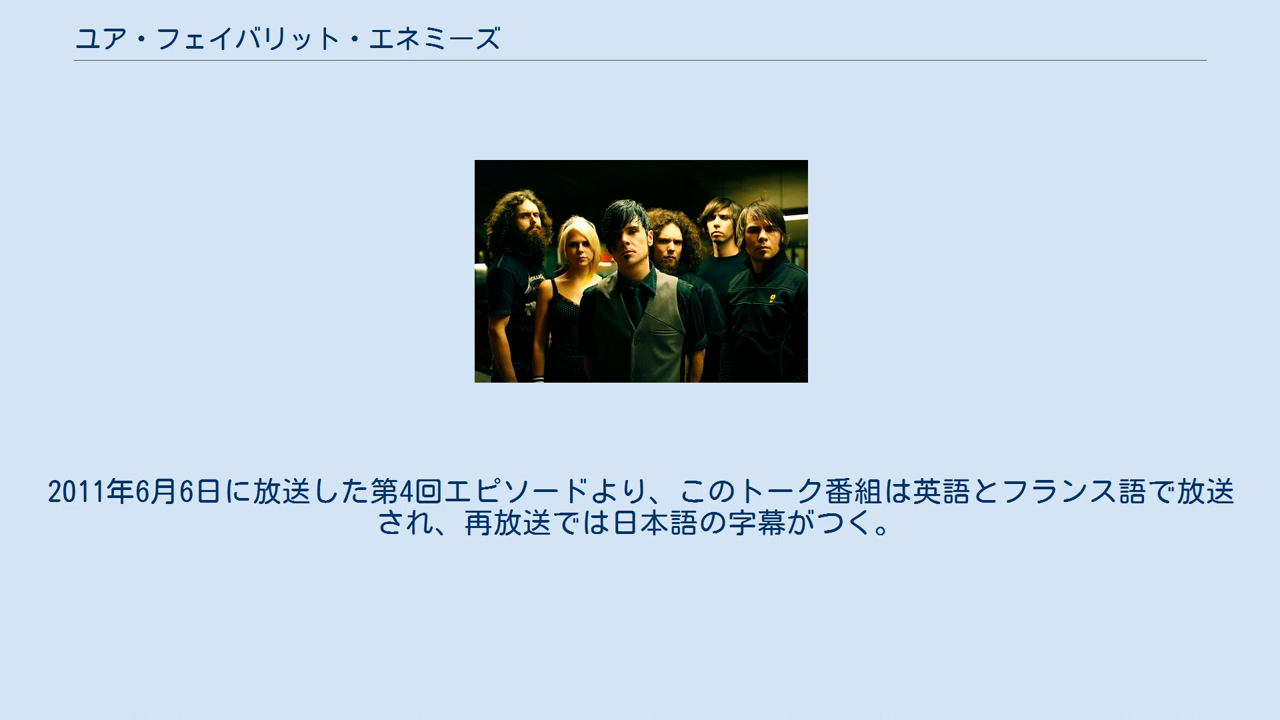 ユア・フェイバリット・エネミーズ
2011年6月6日に放送した第4回エピソードより、このトーク番組は英語とフランス語で放送
され、再放送では日本語の字幕がつく。